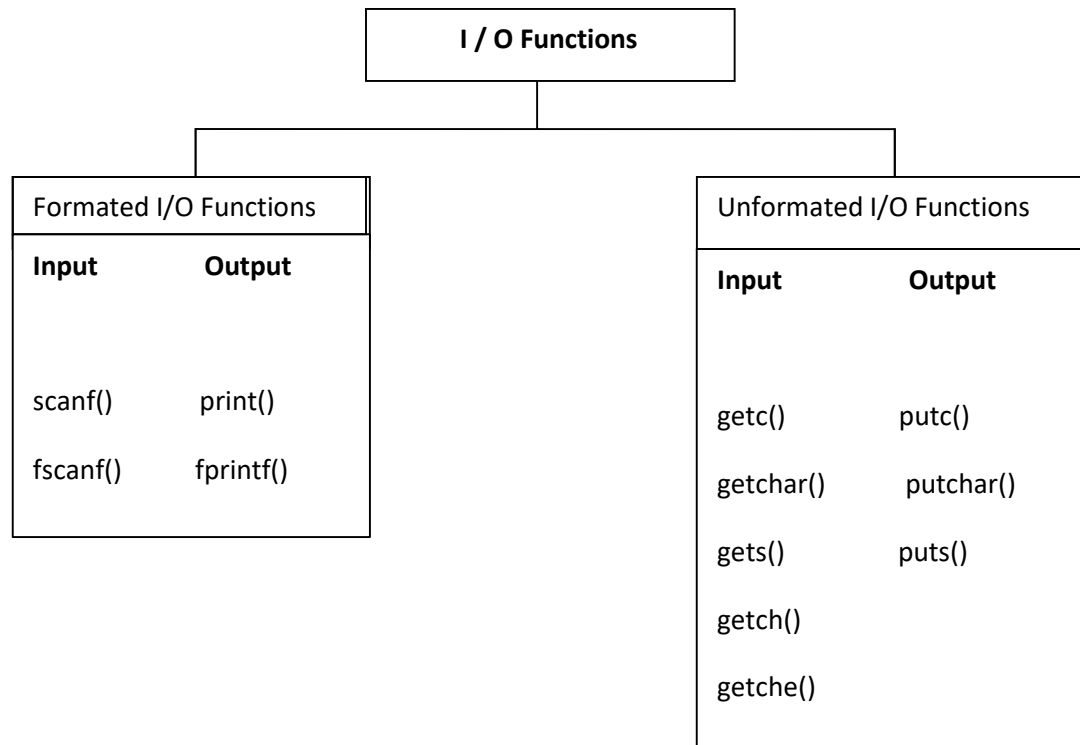 I / O Functions
Formated I/O Functions
Input Output
scanf() print()
fscanf() fprintf()
Unformated I/O Functions
Input Output
getc() putc()
getchar() putchar()
gets() puts()
getch()
getche()